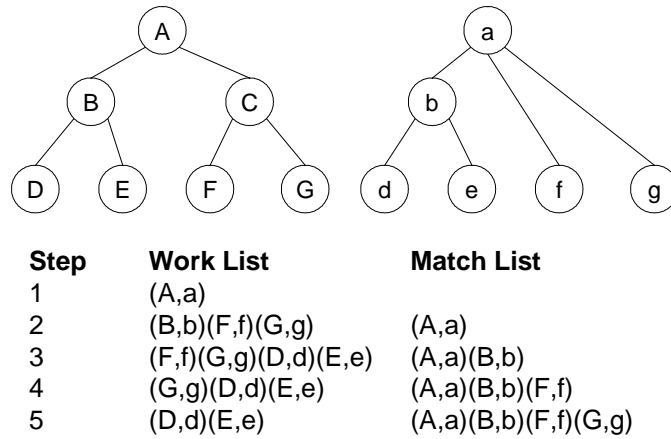 A a
B C b
D E F G d e f g
Step Work List Match List
1 (A,a)
2 (B,b)(F,f)(G,g) (A,a)
3 (F,f)(G,g)(D,d)(E,e) (A,a)(B,b)
4 (G,g)(D,d)(E,e) (A,a)(B,b)(F,f)
5 (D,d)(E,e) (A,a)(B,b)(F,f)(G,g)